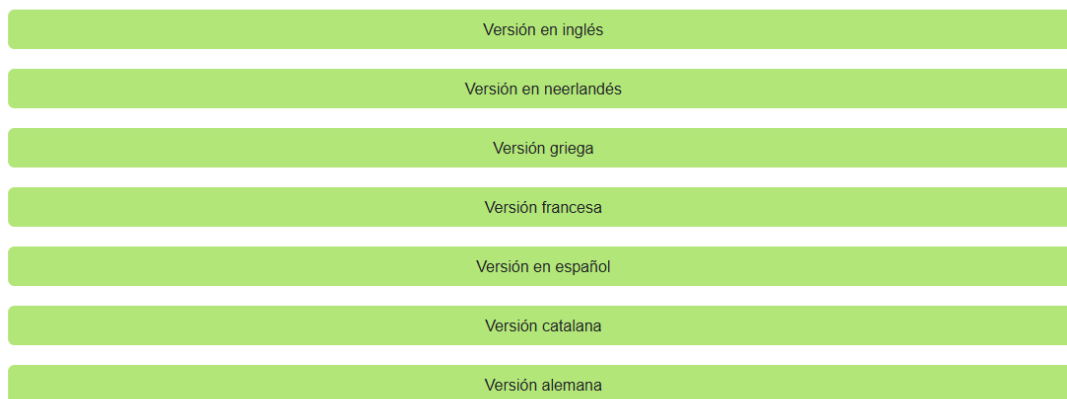 Versión en inglés
Versión en neerlandés
Versión griega
Versión francesa
Versión en español
Versión catalana
Versión alemana